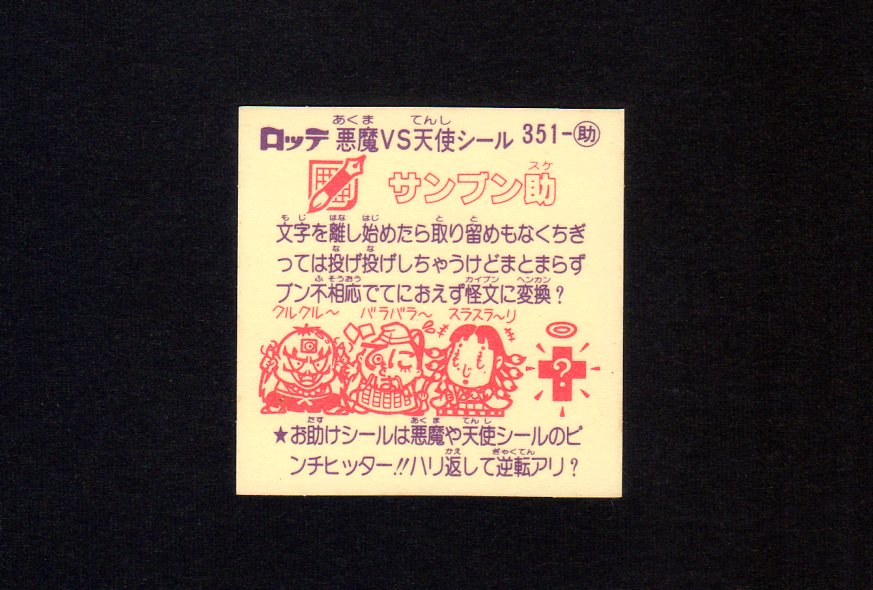 ロッテ 悪魔VS天使シール 351-助
サンブン助
文字を離し始めたら取り留めもなくちぎ
っては投げ投げしちゃうけどまとまらず
ブン不相応でてにおえず怪文に変換?
クルクル〜 バラバラ〜 スラスラ〜リ
?
★お助けシールは悪魔や天使シールのピ
ンチヒッター!!ハリ返して逆転アリ?